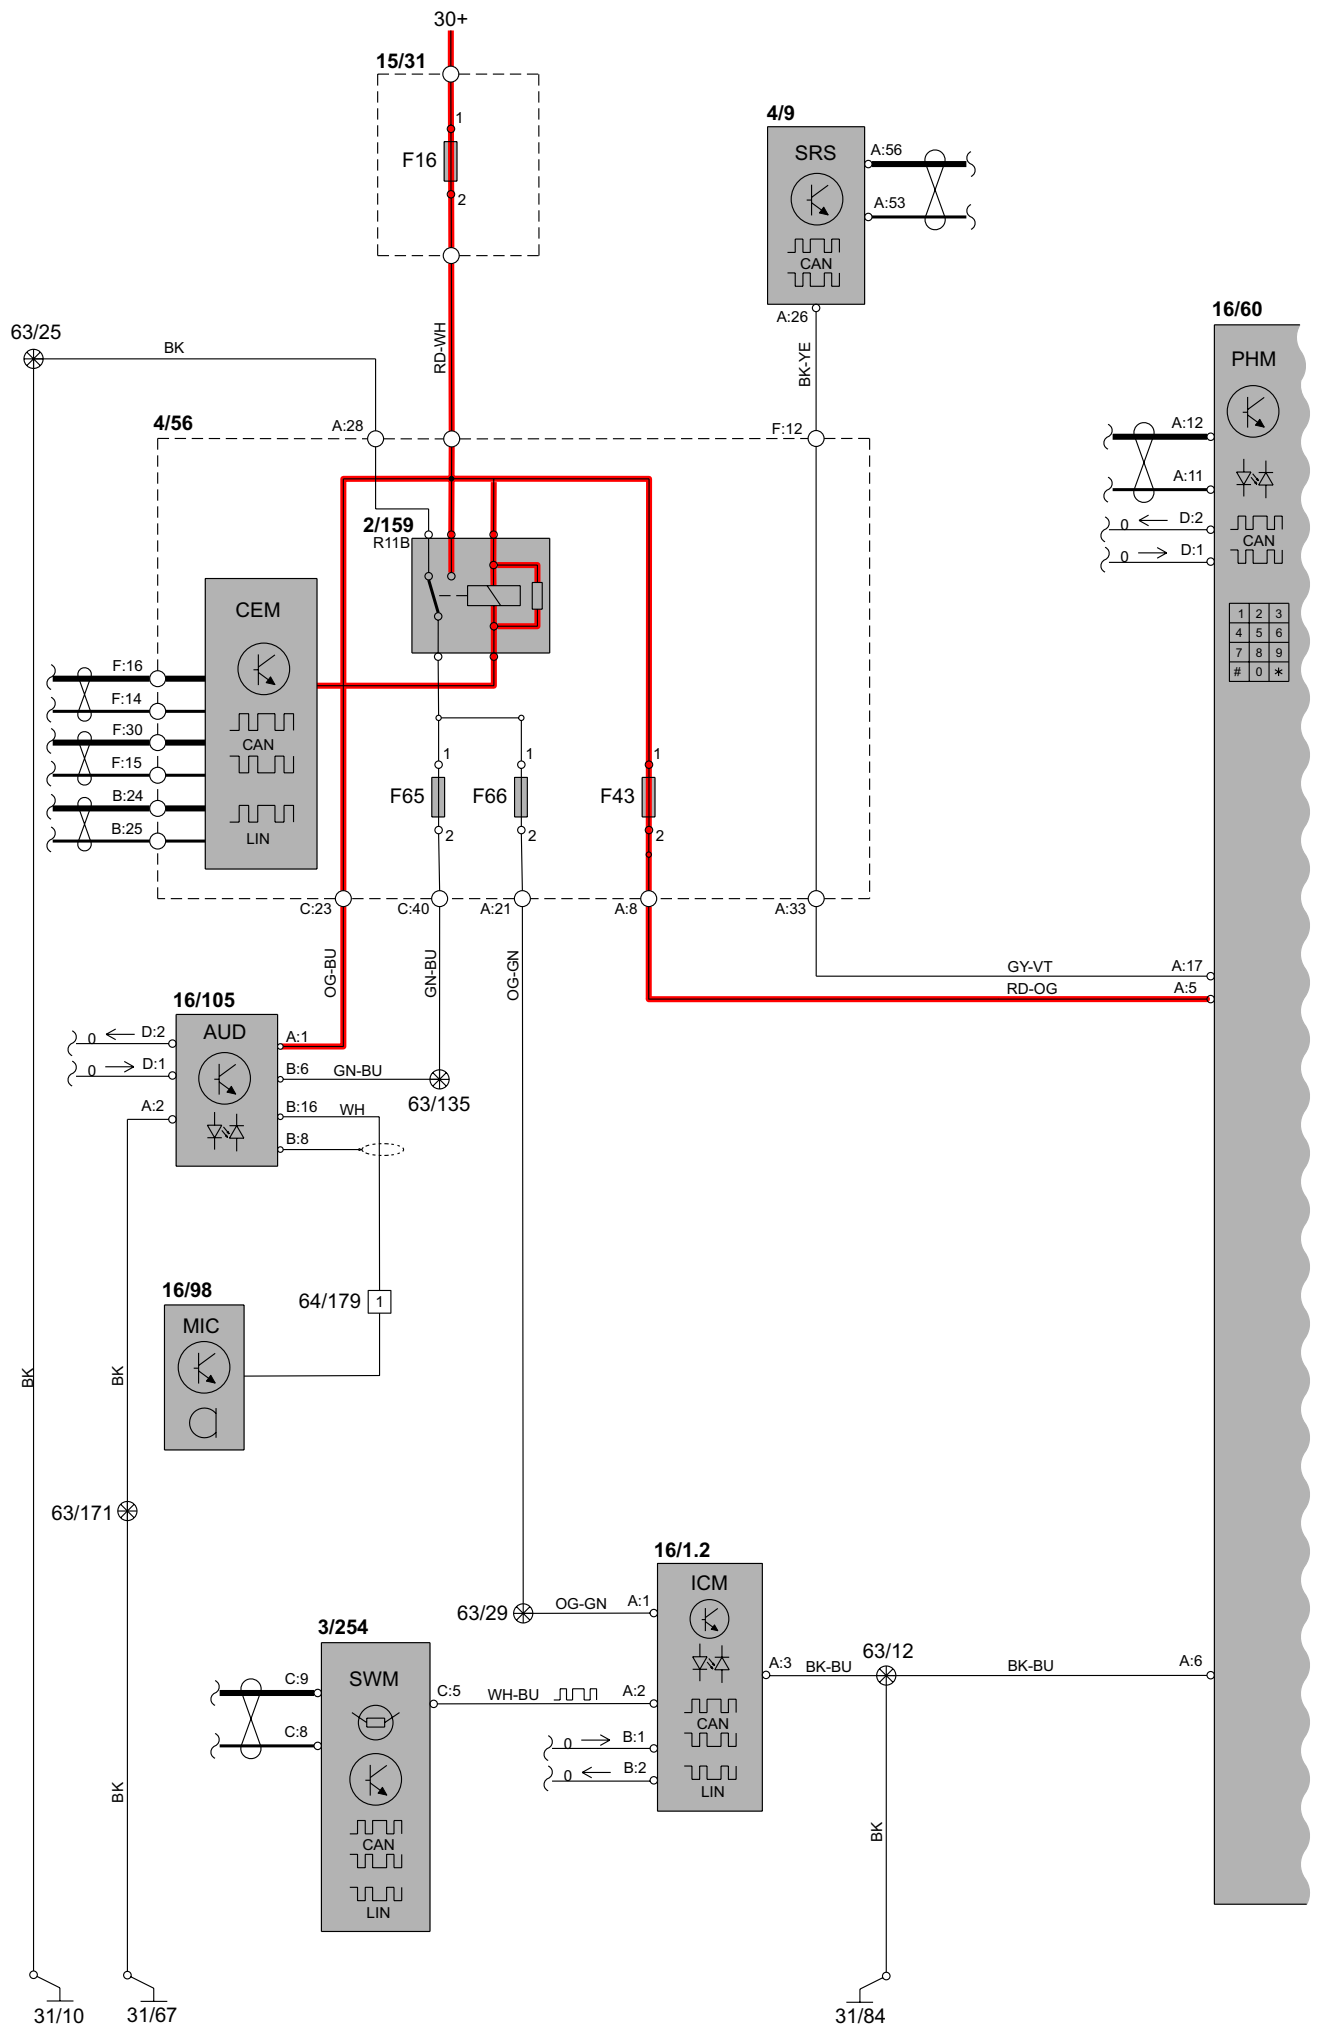 30+
15/31
1
F16
2
4/9
SRS
A:56
A:53
CAN
A:26
16/60
PHM
63/25
BK
RD-WH
BK-YE
4/56
A:28
F:12
A:12
A:11
D:2
0
CAN
D:1
0
2/159
R11B
CEM
1 2 3
4 5 6
7 8 9
# 0 *
F:16
F:14
F:30
CAN
F:15
B:24
B:25
LIN
1
1
1
F65
F66
F43
2
2
2
C:23
C:40
A:21
A:8
A:33
OG-BU
GN-BU
OG-GN
GY-VT
A:17
RD-OG
A:5
16/105
AUD
D:2
0
A:1
D:1
0
B:6
GN-BU
A:2
B:16
WH
63/135
B:8
16/98
MIC
64/179
1
BK
BK
63/171
16/1.2
ICM
63/29
OG-GN
A:1
3/254
SWM
63/12
A:3
BK-BU
BK-BU
A:6
C:9
C:5
WH-BU
A:2
CAN
C:8
0
B:1
0
B:2
LIN
BK
BK
CAN
LIN
31/10
31/67
31/84